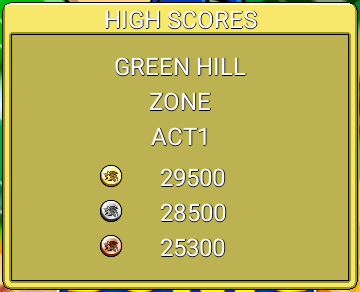 HIGH SCORES
GREEN HILL
ZONE
ACT1
29500
28500
25300